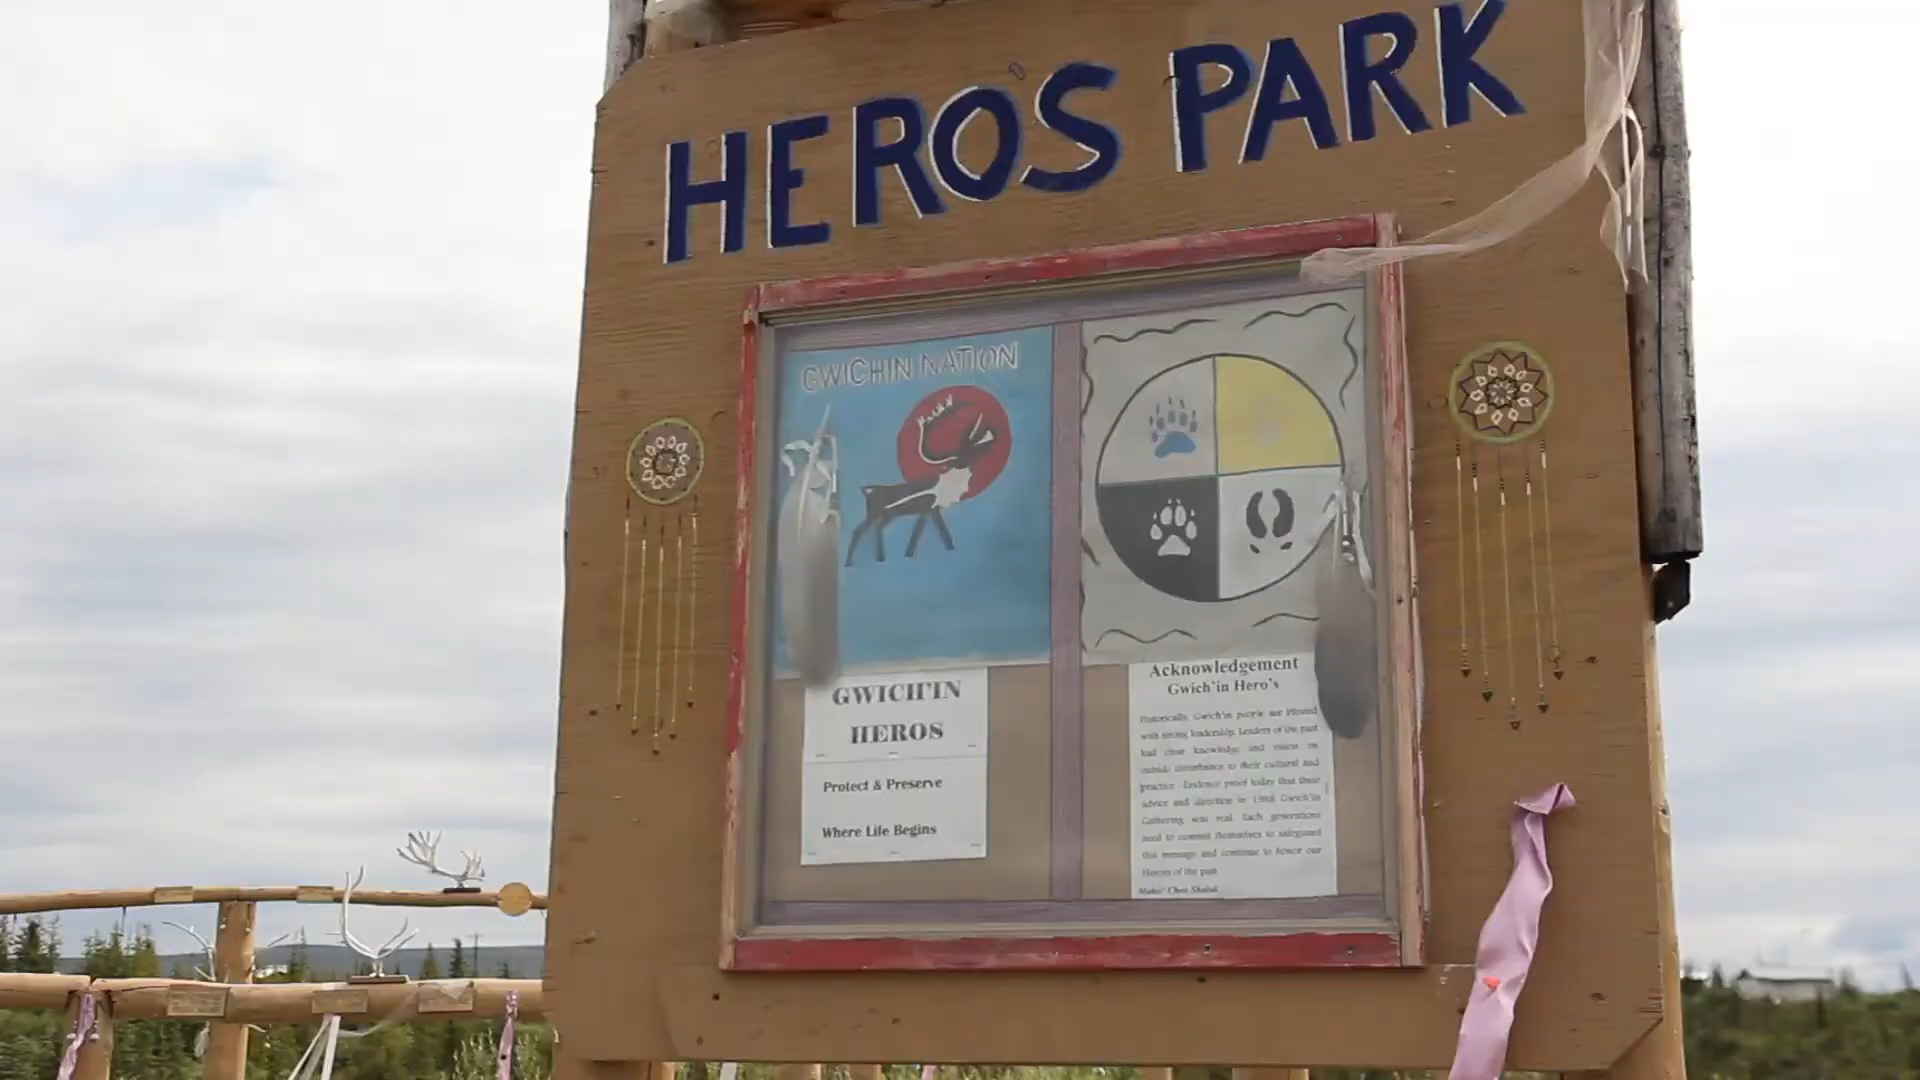 HERO'S PARK
GWICHIN NATION
GWICH'IN
HEROS
Protect & Preserve
Where Life Begins
Acknowledgement
Gwich'in Hero's
Historically, Gwich'in people are blessed
with strong leadership. Leaders of the past
had clear knowledge and vision on
outside disturbance to their cultural and
practice. Evidence proof today that their
advice and direction in 1988 Gwich'in
Gathering was real. Each generations
need to commit themselves to safeguard
this message and continue to honor our
Heroes of the past